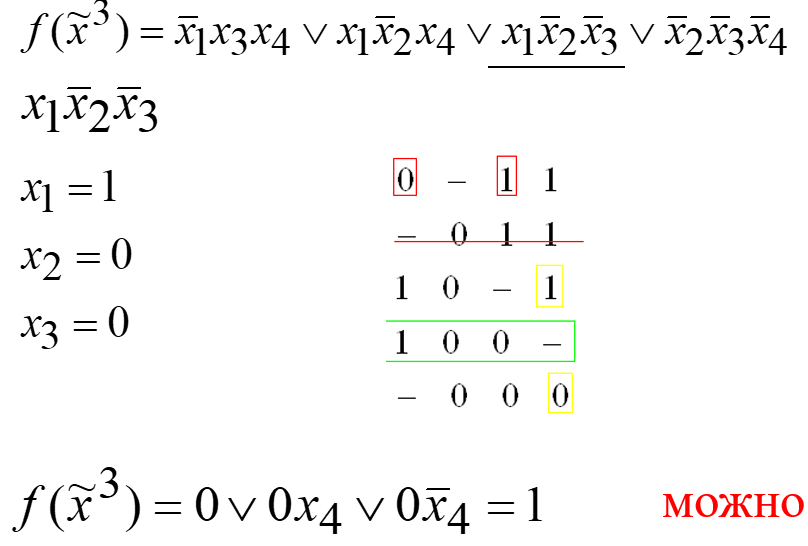 f(x̃³) = x̄₁x₃x₄ ∨ x₁x̄₂x₄ ∨ x₁x̄₂x̄₃ ∨ x̄₂x̄₃x̄₄
x₁x̄₂x̄₃
x₁ = 1
x₂ = 0
x₃ = 0
0 – 1 1
– 0 1 1
1 0 – 1
1 0 0 –
– 0 0 0
f(x̃³) = 0 ∨ 0x₄ ∨ 0x̄₄ = 1
можно